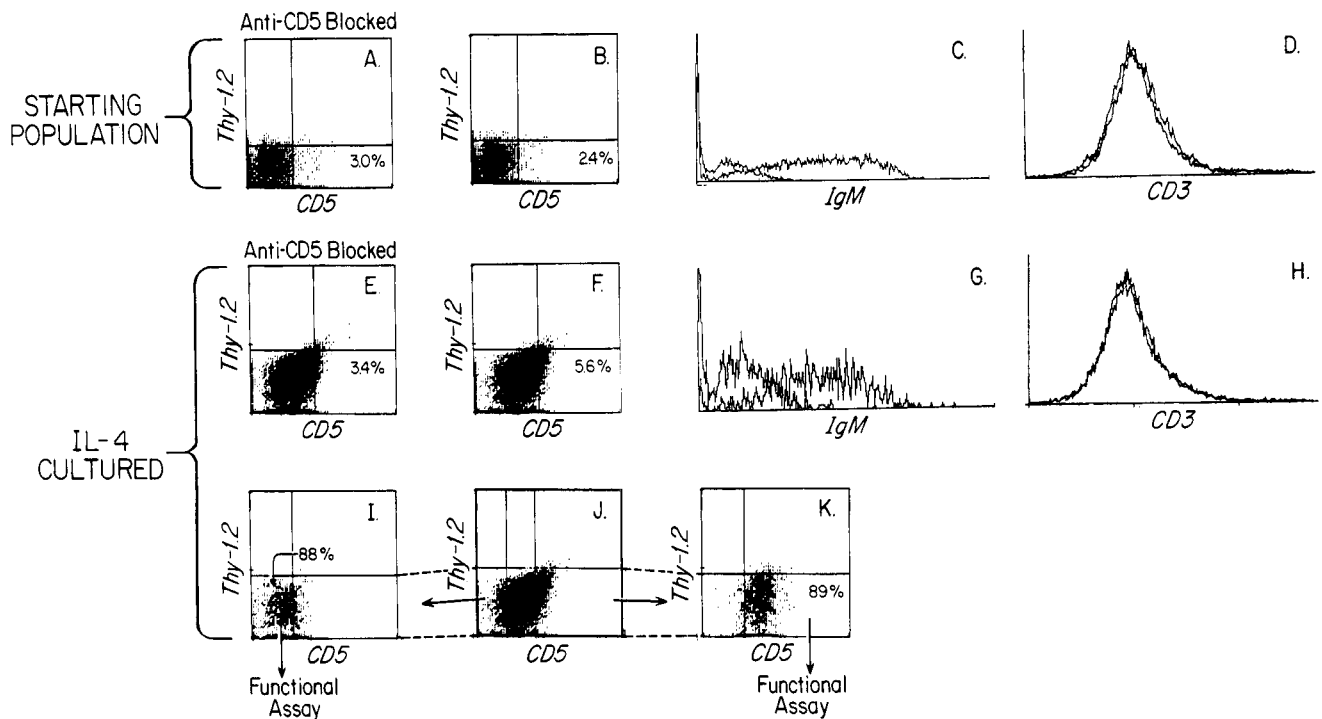 Anti-CD5 Blocked
A.
B.
C.
D.
STARTING
POPULATION
Thy-1.2
Thy-1.2
3.0%
2.4%
CD5
CD5
IgM
CD3
Anti-CD5 Blocked
E.
F.
G.
H.
Thy-1.2
Thy-1.2
3.4%
5.6%
CD5
CD5
IgM
CD3
IL-4
CULTURED
I.
J.
K.
Thy-1.2
Thy-1.2
Thy-1.2
88%
89%
CD5
CD5
CD5
Functional
Assay
Functional
Assay